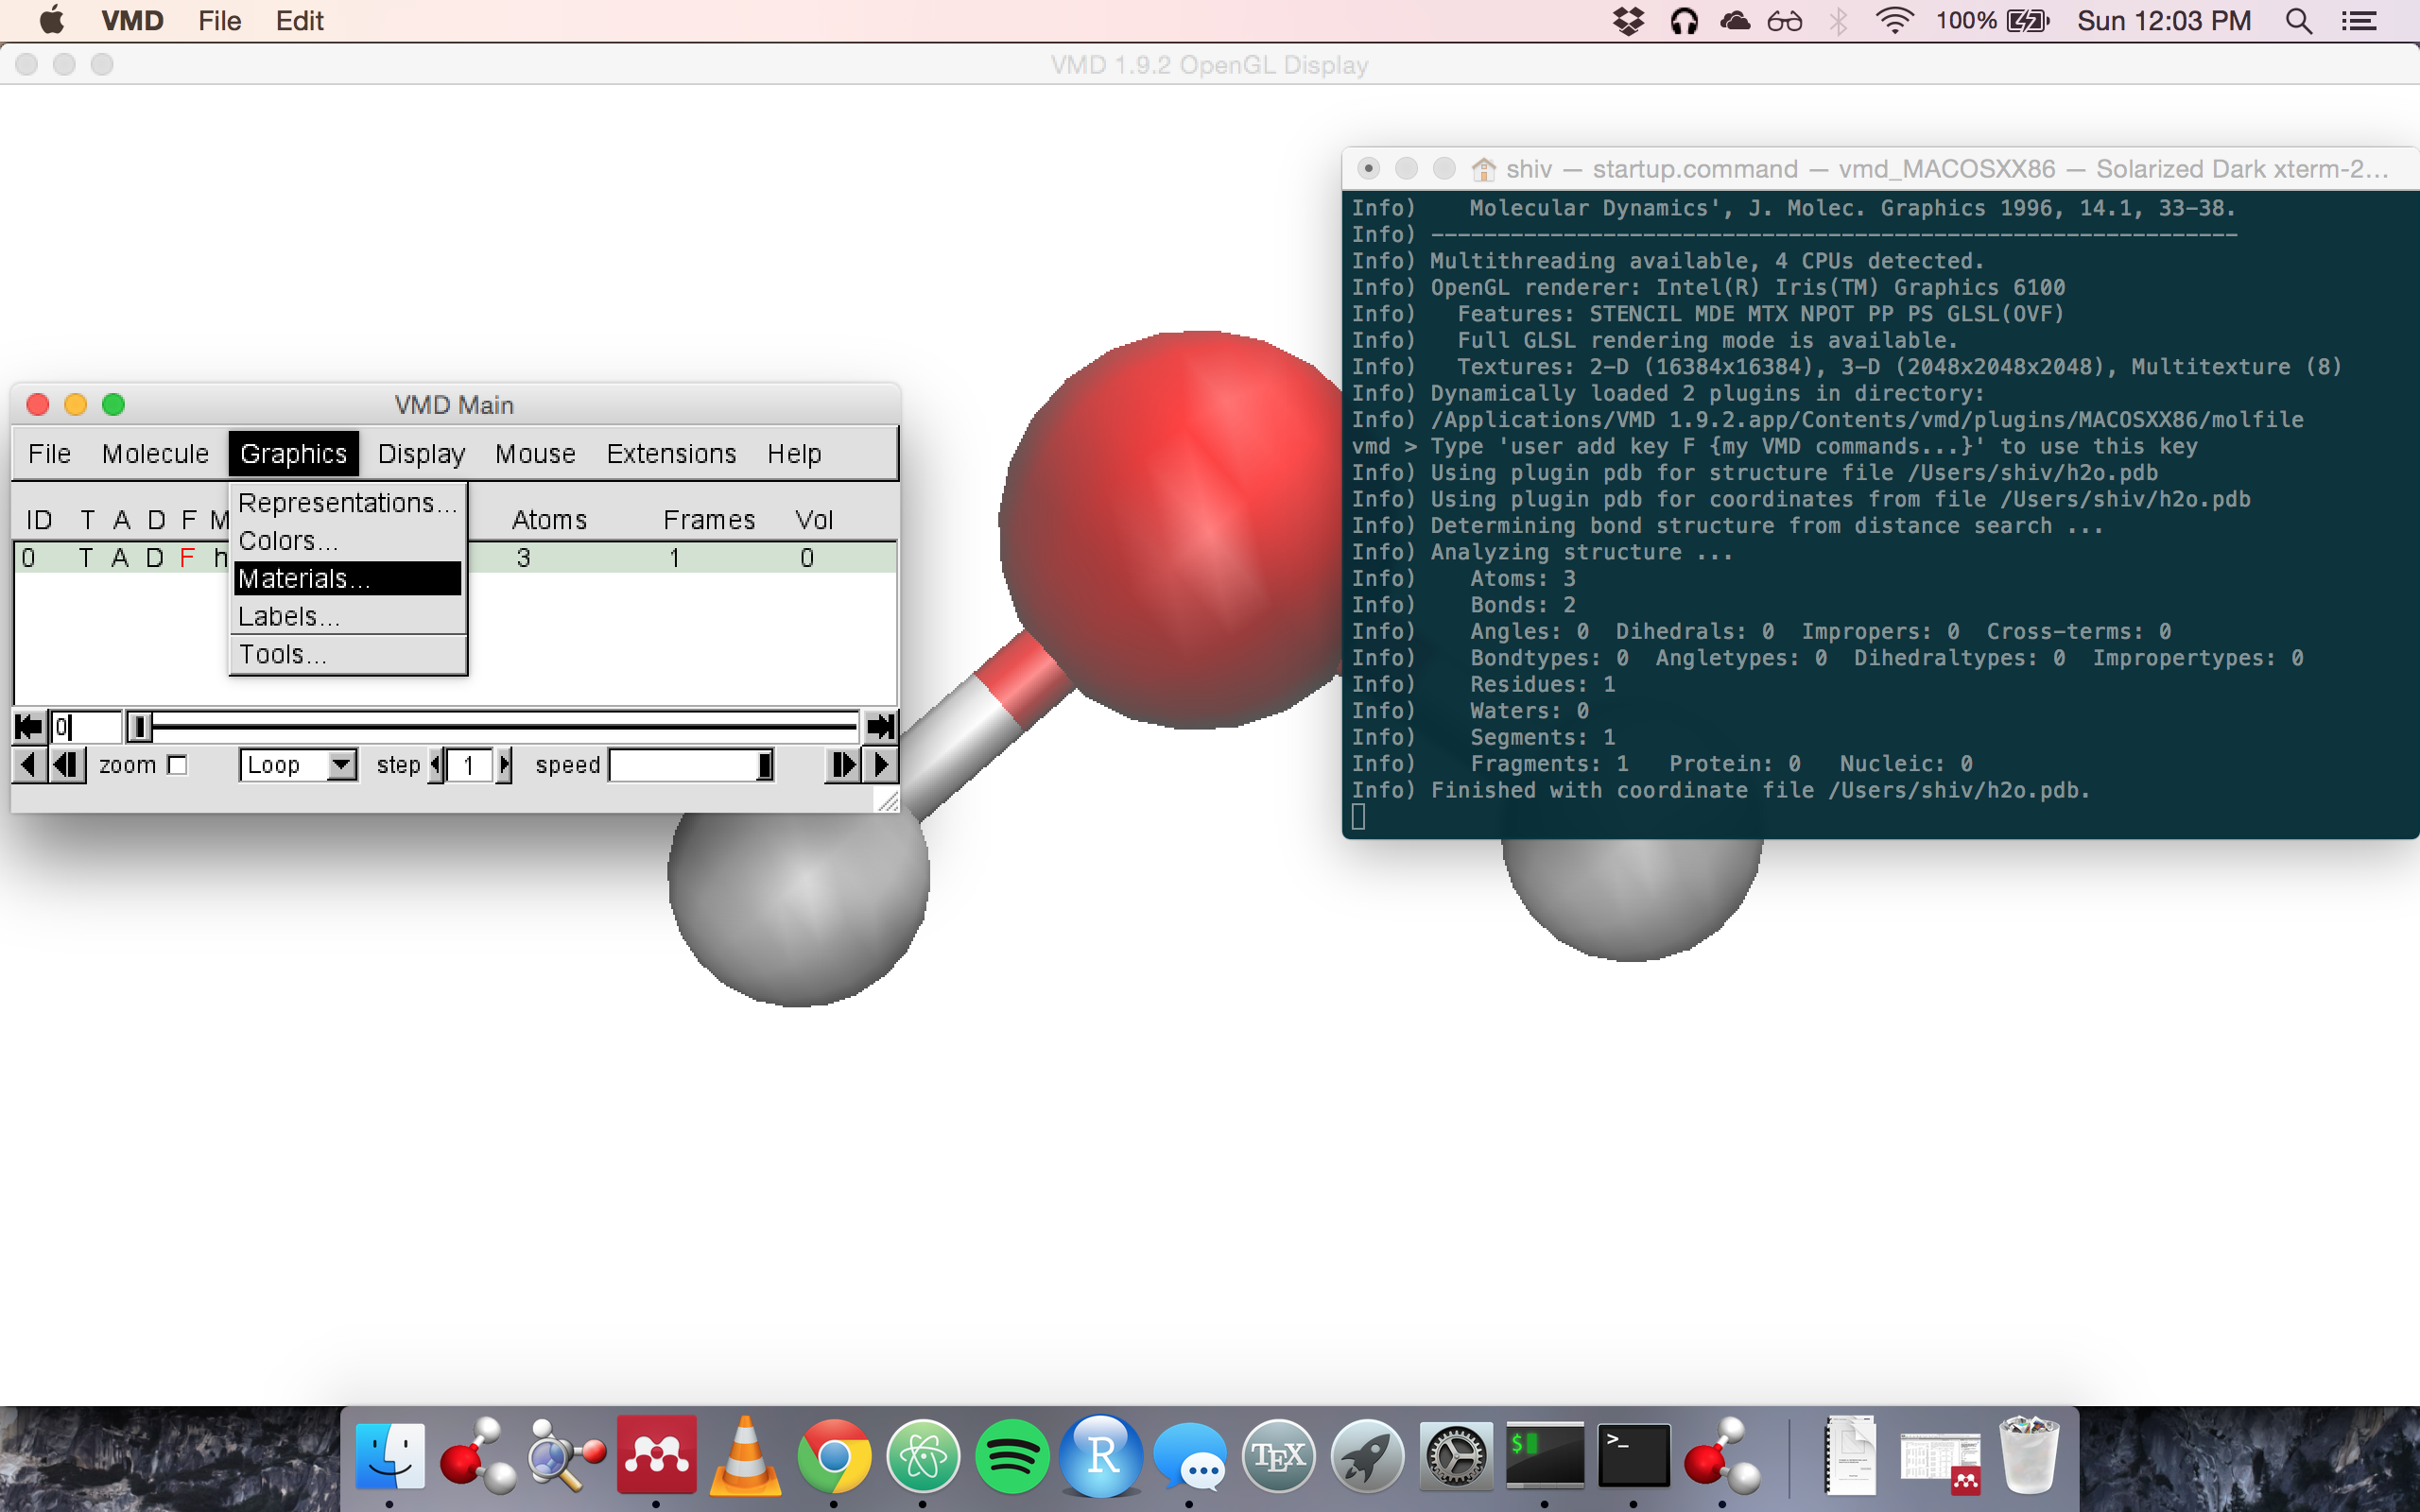 VMD File Edit 100% Sun 12:03 PM
VMD 1.9.2 OpenGL Display
shiv — startup.command — vmd_MACOSXX86 — Solarized Dark xterm-2...
Info)    Molecular Dynamics', J. Molec. Graphics 1996, 14.1, 33-38.
Info) -------------------------------------------------------------
Info) Multithreading available, 4 CPUs detected.
Info) OpenGL renderer: Intel(R) Iris(TM) Graphics 6100
Info)   Features: STENCIL MDE MTX NPOT PP PS GLSL(OVF)
Info)   Full GLSL rendering mode is available.
Info)   Textures: 2-D (16384x16384), 3-D (2048x2048x2048), Multitexture (8)
Info) Dynamically loaded 2 plugins in directory:
Info) /Applications/VMD 1.9.2.app/Contents/vmd/plugins/MACOSXX86/molfile
vmd > Type 'user add key F {my VMD commands...}' to use this key
Info) Using plugin pdb for structure file /Users/shiv/h2o.pdb
Info) Using plugin pdb for coordinates from file /Users/shiv/h2o.pdb
Info) Determining bond structure from distance search ...
Info) Analyzing structure ...
Info)    Atoms: 3
Info)    Bonds: 2
Info)    Angles: 0  Dihedrals: 0  Impropers: 0  Cross-terms: 0
Info)    Bondtypes: 0  Angletypes: 0  Dihedraltypes: 0  Impropertypes: 0
Info)    Residues: 1
Info)    Waters: 0
Info)    Segments: 1
Info)    Fragments: 1   Protein: 0   Nucleic: 0
Info) Finished with coordinate file /Users/shiv/h2o.pdb.
VMD Main
File Molecule Graphics Display Mouse Extensions Help
Representations...
Colors...
Materials...
Labels...
Tools...
ID T A D F M Atoms Frames Vol
0 T A D F h 3 1 0
0
zoom Loop step 1 speed
R TEX $ >_